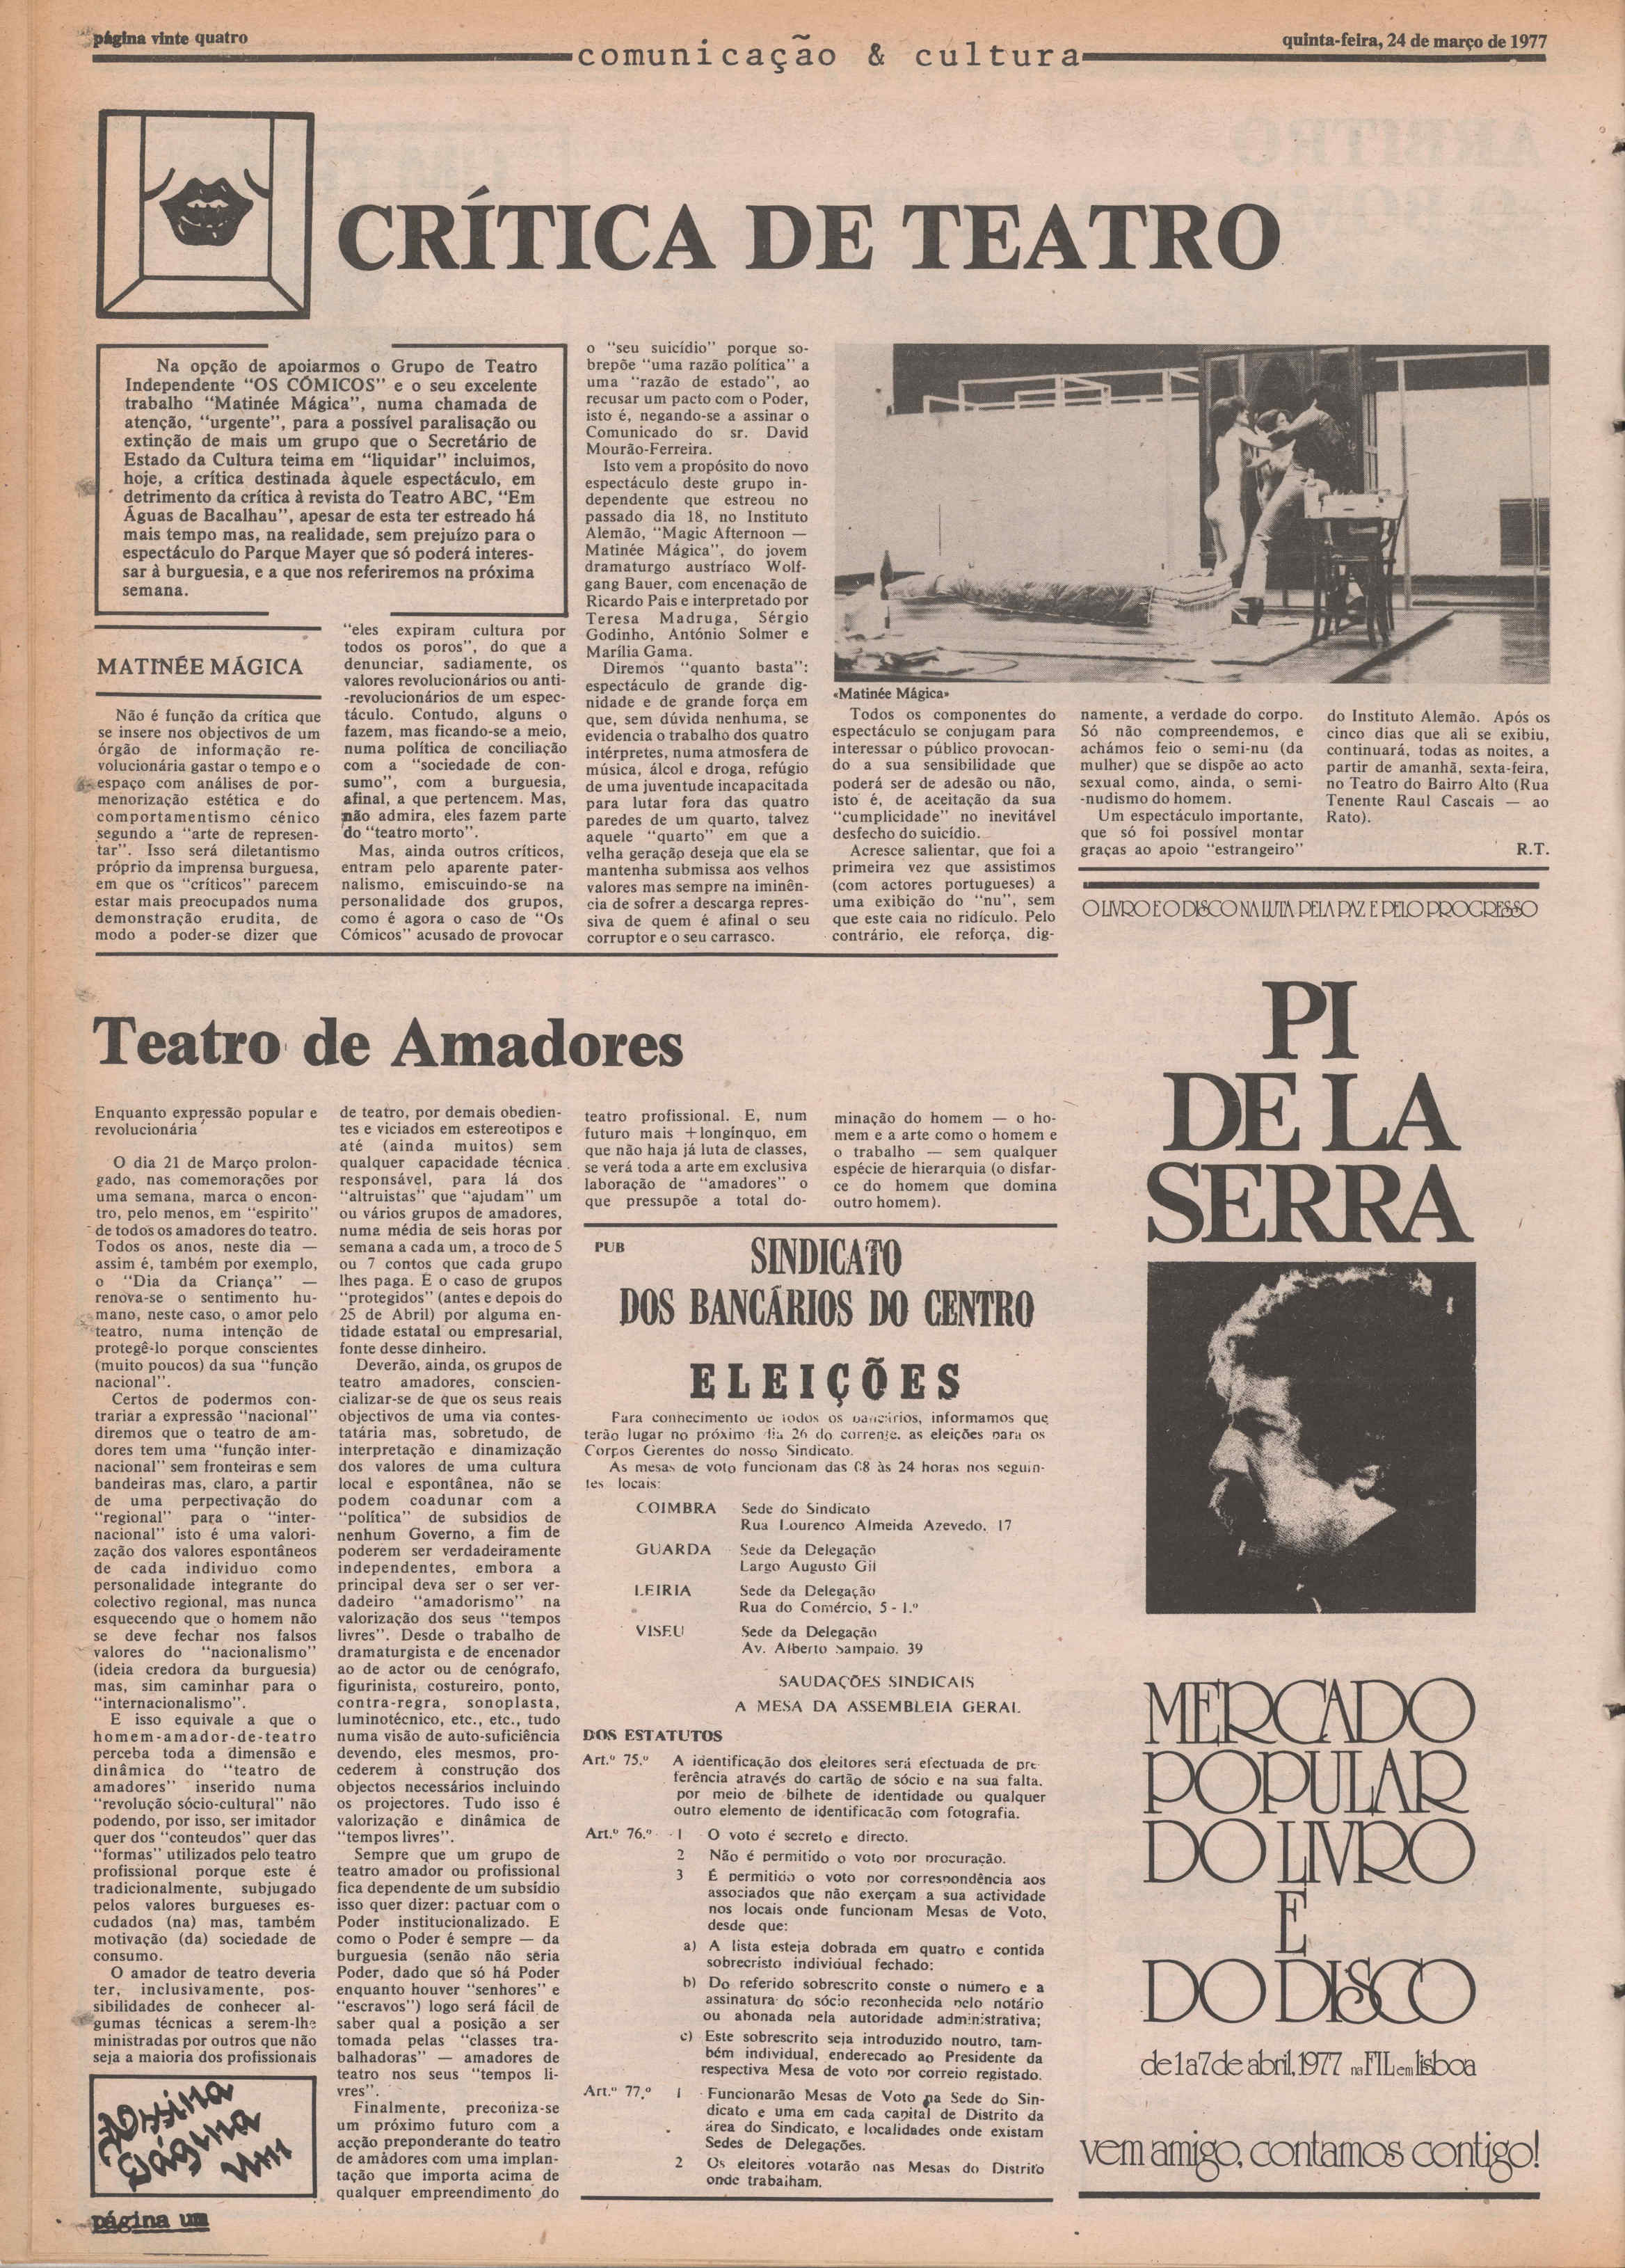 página vinte quatro
comunicação & cultura
quinta-feira, 24 de março de 1977
CRÍTICA DE TEATRO
Na opção de apoiarmos o Grupo de Teatro
Independente “OS CÔMICOS” e o seu excelente
trabalho “Matinée Mágica”, numa chamada de
atenção, “urgente”, para a possível paralisação ou
extinção de mais um grupo que o Secretário de
Estado da Cultura teima em “liquidar” incluimos,
hoje, a crítica destinada àquele espectáculo, em
detrimento da crítica à revista do Teatro ABC, “Em
Águas de Bacalhau”, apesar de esta ter estreado há
mais tempo mas, na realidade, sem prejuízo para o
espectáculo do Parque Mayer que só poderá interes-
sar à burguesia, e a que nos referiremos na próxima
semana.
MATINÉE MÁGICA
Não é função da crítica que
se insere nos objectivos de um
órgão de informação re-
volucionária gastar o tempo e o
espaço com análises de por-
menorização estética e do
comportamentismo cénico
segundo a “arte de represen-
tar”. Isso será diletantismo
próprio da imprensa burguesa,
em que os “críticos” parecem
estar mais preocupados numa
demonstração erudita, de
modo a poder-se dizer que
“eles expiram cultura por
todos os poros”, do que a
denunciar, sadiamente, os
valores revolucionários ou anti-
-revolucionários de um espec-
táculo. Contudo, alguns o
fazem, mas ficando-se a meio,
numa política de conciliação
com a “sociedade de con-
sumo”, com a burguesia,
afinal, a que pertencem. Mas,
não admira, eles fazem parte
do “teatro morto”.
Mas, ainda outros críticos,
entram pelo aparente pater-
nalismo, emiscuindo-se na
personalidade dos grupos,
como é agora o caso de “Os
Cómicos” acusado de provocar
o “seu suicídio” porque so-
brepõe “uma razão política” a
uma “razão de estado”, ao
recusar um pacto com o Poder,
isto é, negando-se a assinar o
Comunicado do sr. David
Mourão-Ferreira.
Isto vem a propósito do novo
espectáculo deste grupo in-
dependente que estreou no
passado dia 18, no Instituto
Alemão, “Magic Afternoon —
Matinée Mágica”, do jovem
dramaturgo austríaco Wolf-
gang Bauer, com encenação de
Ricardo Pais e interpretado por
Teresa Madruga, Sérgio
Godinho, António Solmer e
Marília Gama.
Diremos “quanto basta”:
espectáculo de grande dig-
nidade e de grande força em
que, sem dúvida nenhuma, se
evidencia o trabalho dos quatro
intérpretes, numa atmosfera de
música, álcol e droga, refúgio
de uma juventude incapacitada
para lutar fora das quatro
paredes de um quarto, talvez
aquele “quarto” em que a
velha geração deseja que ela se
mantenha submissa aos velhos
valores mas sempre na iminên-
cia de sofrer a descarga repres-
siva de quem é afinal o seu
corruptor e o seu carrasco.
«Matinée Mágica»
Todos os componentes do
espectáculo se conjugam para
interessar o público provocan-
do a sua sensibilidade que
poderá ser de adesão ou não,
isto é, de aceitação da sua
“cumplicidade” no inevitável
desfecho do suicídio.
Acresce salientar, que foi a
primeira vez que assistimos
(com actores portugueses) a
uma exibição do “nu”, sem
que este caia no ridículo. Pelo
contrário, ele reforça, dig-
namente, a verdade do corpo.
Só não compreendemos, e
achámos feio o semi-nu (da
mulher) que se dispõe ao acto
sexual como, ainda, o semi-
-nudismo do homem.
Um espectáculo importante,
que só foi possível montar
graças ao apoio “estrangeiro”
do Instituto Alemão. Após os
cinco dias que ali se exibiu,
continuará, todas as noites, a
partir de amanhã, sexta-feira,
no Teatro do Bairro Alto (Rua
Tenente Raul Cascais — ao
Rato).
R.T.
Teatro de Amadores
Enquanto expressão popular e
revolucionária
O dia 21 de Março prolon-
gado, nas comemorações por
uma semana, marca o encon-
tro, pelo menos, em “espirito”
de todos os amadores do teatro.
Todos os anos, neste dia —
assim é, também por exemplo,
o “Dia da Criança” —
renova-se o sentimento hu-
mano, neste caso, o amor pelo
teatro, numa intenção de
protegê-lo porque conscientes
(muito poucos) da sua “função
nacional”.
Certos de podermos con-
trariar a expressão “nacional”
diremos que o teatro de am-
dores tem uma “função inter-
nacional” sem fronteiras e sem
bandeiras mas, claro, a partir
de uma perpectivação do
“regional” para o “inter-
nacional” isto é uma valori-
zação dos valores espontâneos
de cada individuo como
personalidade integrante do
colectivo regional, mas nunca
esquecendo que o homem não
se deve fechar nos falsos
valores do “nacionalismo”
(ideia credora da burguesia)
mas, sim caminhar para o
“internacionalismo”.
E isso equivale a que o
homem-amador-de-teatro
perceba toda a dimensão e
dinâmica do “teatro de
amadores” inserido numa
“revolução sócio-cultural” não
podendo, por isso, ser imitador
quer dos “conteudos” quer das
“formas” utilizados pelo teatro
profissional porque este é
tradicionalmente, subjugado
pelos valores burgueses es-
cudados (na) mas, também
motivação (da) sociedade de
consumo.
O amador de teatro deveria
ter, inclusivamente, pos-
sibilidades de conhecer al-
gumas técnicas a serem-lhe
ministradas por outros que não
seja a maioria dos profissionais
de teatro, por demais obedien-
tes e viciados em estereotipos e
até (ainda muitos) sem
qualquer capacidade técnica
responsável, para lá dos
“altruistas” que “ajudam” um
ou vários grupos de amadores,
numa média de seis horas por
semana a cada um, a troco de 5
ou 7 contos que cada grupo
lhes paga. E o caso de grupos
“protegidos” (antes e depois do
25 de Abril) por alguma en-
tidade estatal ou empresarial,
fonte desse dinheiro.
Deverão, ainda, os grupos de
teatro amadores, conscien-
cializar-se de que os seus reais
objectivos de uma via contes-
tatária mas, sobretudo, de
interpretação e dinamização
dos valores de uma cultura
local e espontânea, não se
podem coadunar com a
“política” de subsidios de
nenhum Governo, a fim de
poderem ser verdadeiramente
independentes, embora a
principal deva ser o ser ver-
dadeiro “amadorismo” na
valorização dos seus “tempos
livres”. Desde o trabalho de
dramaturgista e de encenador
ao de actor ou de cenógrafo,
figurinista, costureiro, ponto,
contra-regra, sonoplasta,
luminotécnico, etc., etc., tudo
numa visão de auto-suficiência
devendo, eles mesmos, pro-
cederem à construção dos
objectos necessários incluindo
os projectores. Tudo isso é
valorização e dinâmica de
“tempos livres”.
Sempre que um grupo de
teatro amador ou profissional
fica dependente de um subsídio
isso quer dizer: pactuar com o
Poder institucionalizado. E
como o Poder é sempre — da
burguesia (senão não seria
Poder, dado que só há Poder
enquanto houver “senhores” e
“escravos”) logo será fácil de
saber qual a posição a ser
tomada pelas “classes tra-
balhadoras” — amadores de
teatro nos seus “tempos li-
vres”.
Finalmente, preconiza-se
um próximo futuro com a
acção preponderante do teatro
de amadores com uma implan-
tação que importa acima de
qualquer empreendimento do
teatro profissional. E, num
futuro mais +longínquo, em
que não haja já luta de classes,
se verá toda a arte em exclusiva
laboração de “amadores” o
que pressupõe a total do-
minação do homem — o ho-
mem e a arte como o homem e
o trabalho — sem qualquer
espécie de hierarquia (o disfar-
ce do homem que domina
outro homem).
assina
página
um
página um
PUB
SINDICATO
DOS BANCÁRIOS DO CENTRO
ELEIÇÕES
Para conhecimento de todos os bancários, informamos que
terão lugar no próximo dia 26 do corrente, as eleições para os
Corpos Gerentes do nosso Sindicato.
As mesas de voto funcionam das 08 às 24 horas nos seguin-
tes locais:
COIMBRA Sede do Sindicato
Rua Lourenco Almeida Azevedo, 17
GUARDA Sede da Delegação
Largo Augusto Gil
LEIRIA Sede da Delegação
Rua do Comércio, 5 - 1.º
VISEU Sede da Delegação
Av. Alberto Sampaio, 39
SAUDAÇÕES SINDICAIS
A MESA DA ASSEMBLEIA GERAL
DOS ESTATUTOS
Art.º 75.º A identificação dos eleitores será efectuada de pre
ferência através do cartão de sócio e na sua falta,
por meio de bilhete de identidade ou qualquer
outro elemento de identificação com fotografia.
Art.º 76.º - 1 O voto é secreto e directo.
2 Não é permitido o voto por procuração.
3 É permitido o voto por correspondência aos
associados que não exerçam a sua actividade
nos locais onde funcionam Mesas de Voto,
desde que:
a) A lista esteja dobrada em quatro e contida
sobrecristo individual fechado;
b) Do referido sobrescrito conste o número e a
assinatura do sócio reconhecida pelo notário
ou abonada pela autoridade administrativa;
c) Este sobrescrito seja introduzido noutro, tam-
bém individual, enderecado ao Presidente da
respectiva Mesa de voto por correio registado.
Art.º 77.º 1 Funcionarão Mesas de Voto na Sede do Sin-
dicato e uma em cada capital de Distrito da
área do Sindicato, e localidades onde existam
Sedes de Delegações.
2 Os eleitores votarão nas Mesas do Distrito
onde trabalham.
O LIVRO E O DISCO NA LUTA PELA PAZ E PELO PROGRESSO
PI
DE LA
SERRA
MERCADO
POPULAR
DO LIVRO
E
DO DISCO
de 1 a 7 de abril, 1977 na FIL em lisboa
vem amigo, contamos contigo!